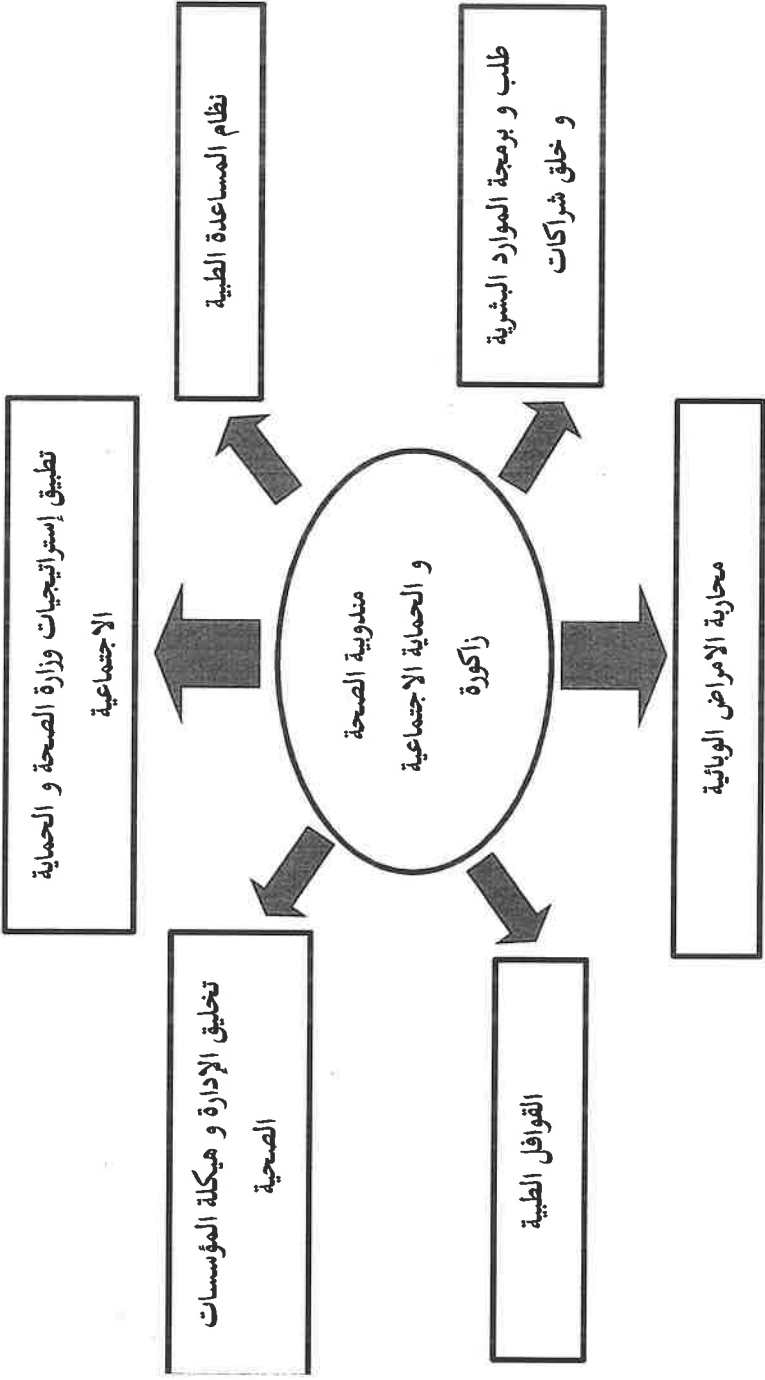 تطبيق إستراتيجيات وزارة الصحة و الحماية
الاجتماعية
نظام المساعدة الطبية
تخليق الإدارة و هيكلة المؤسسات
الصحية
مندوبية الصحة
و الحماية الاجتماعية
زاكورة
طلب و برمجة الموارد البشرية
و خلق شراكات
القوافل الطبية
محاربة الامراض الوبائية